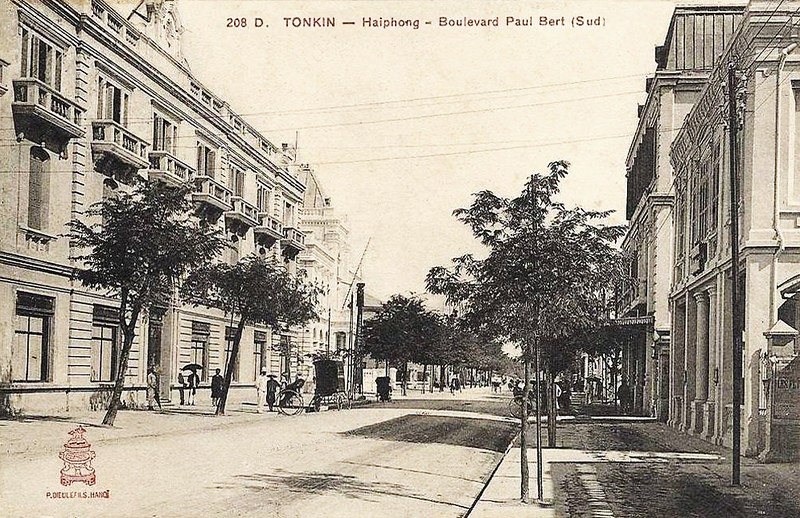 208 D. TONKIN — Haiphong - Boulevard Paul Bert (Sud)
P. DIEULEFILS, HANOÏ